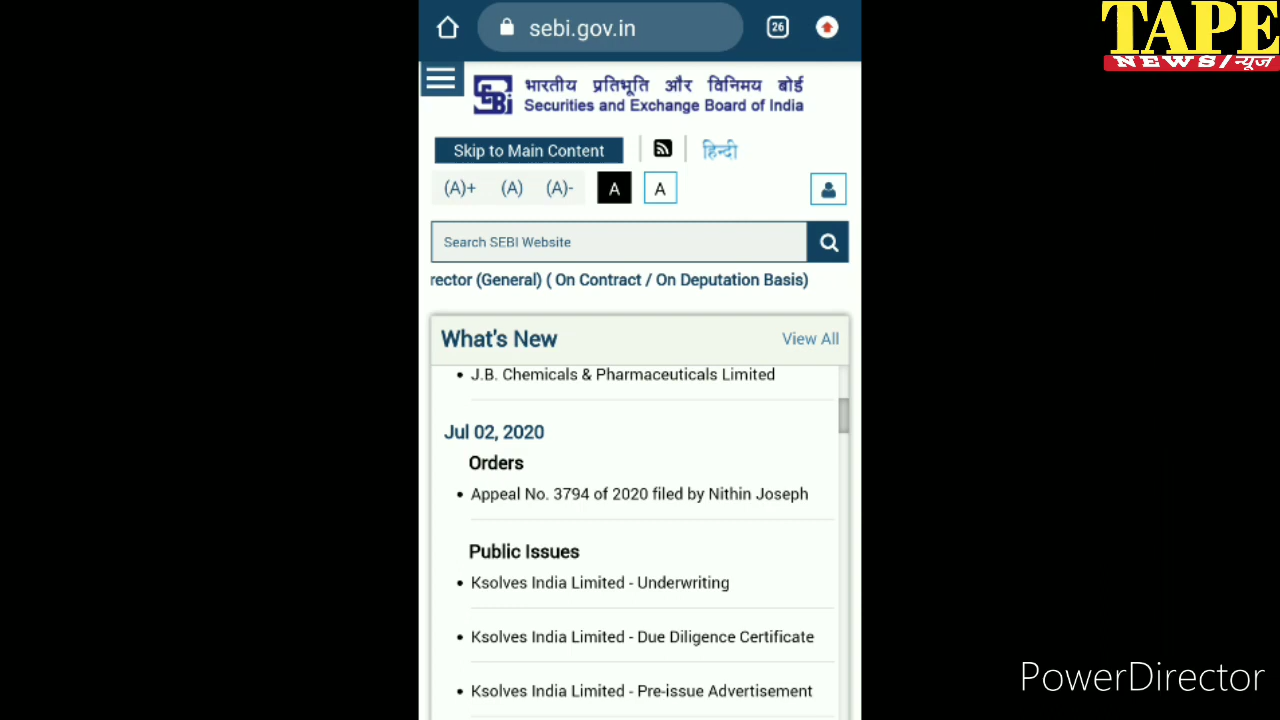 sebi.gov.in
26
TAPE
NEWS/न्यूज
SEBI
भारतीय प्रतिभूति और विनिमय बोर्ड
Securities and Exchange Board of India
Skip to Main Content
हिन्दी
(A)+ (A) (A)- A A
Search SEBI Website
rector (General) ( On Contract / On Deputation Basis)
What's New
View All
• J.B. Chemicals & Pharmaceuticals Limited
Jul 02, 2020
Orders
• Appeal No. 3794 of 2020 filed by Nithin Joseph
Public Issues
• Ksolves India Limited - Underwriting
• Ksolves India Limited - Due Diligence Certificate
• Ksolves India Limited - Pre-issue Advertisement
PowerDirector